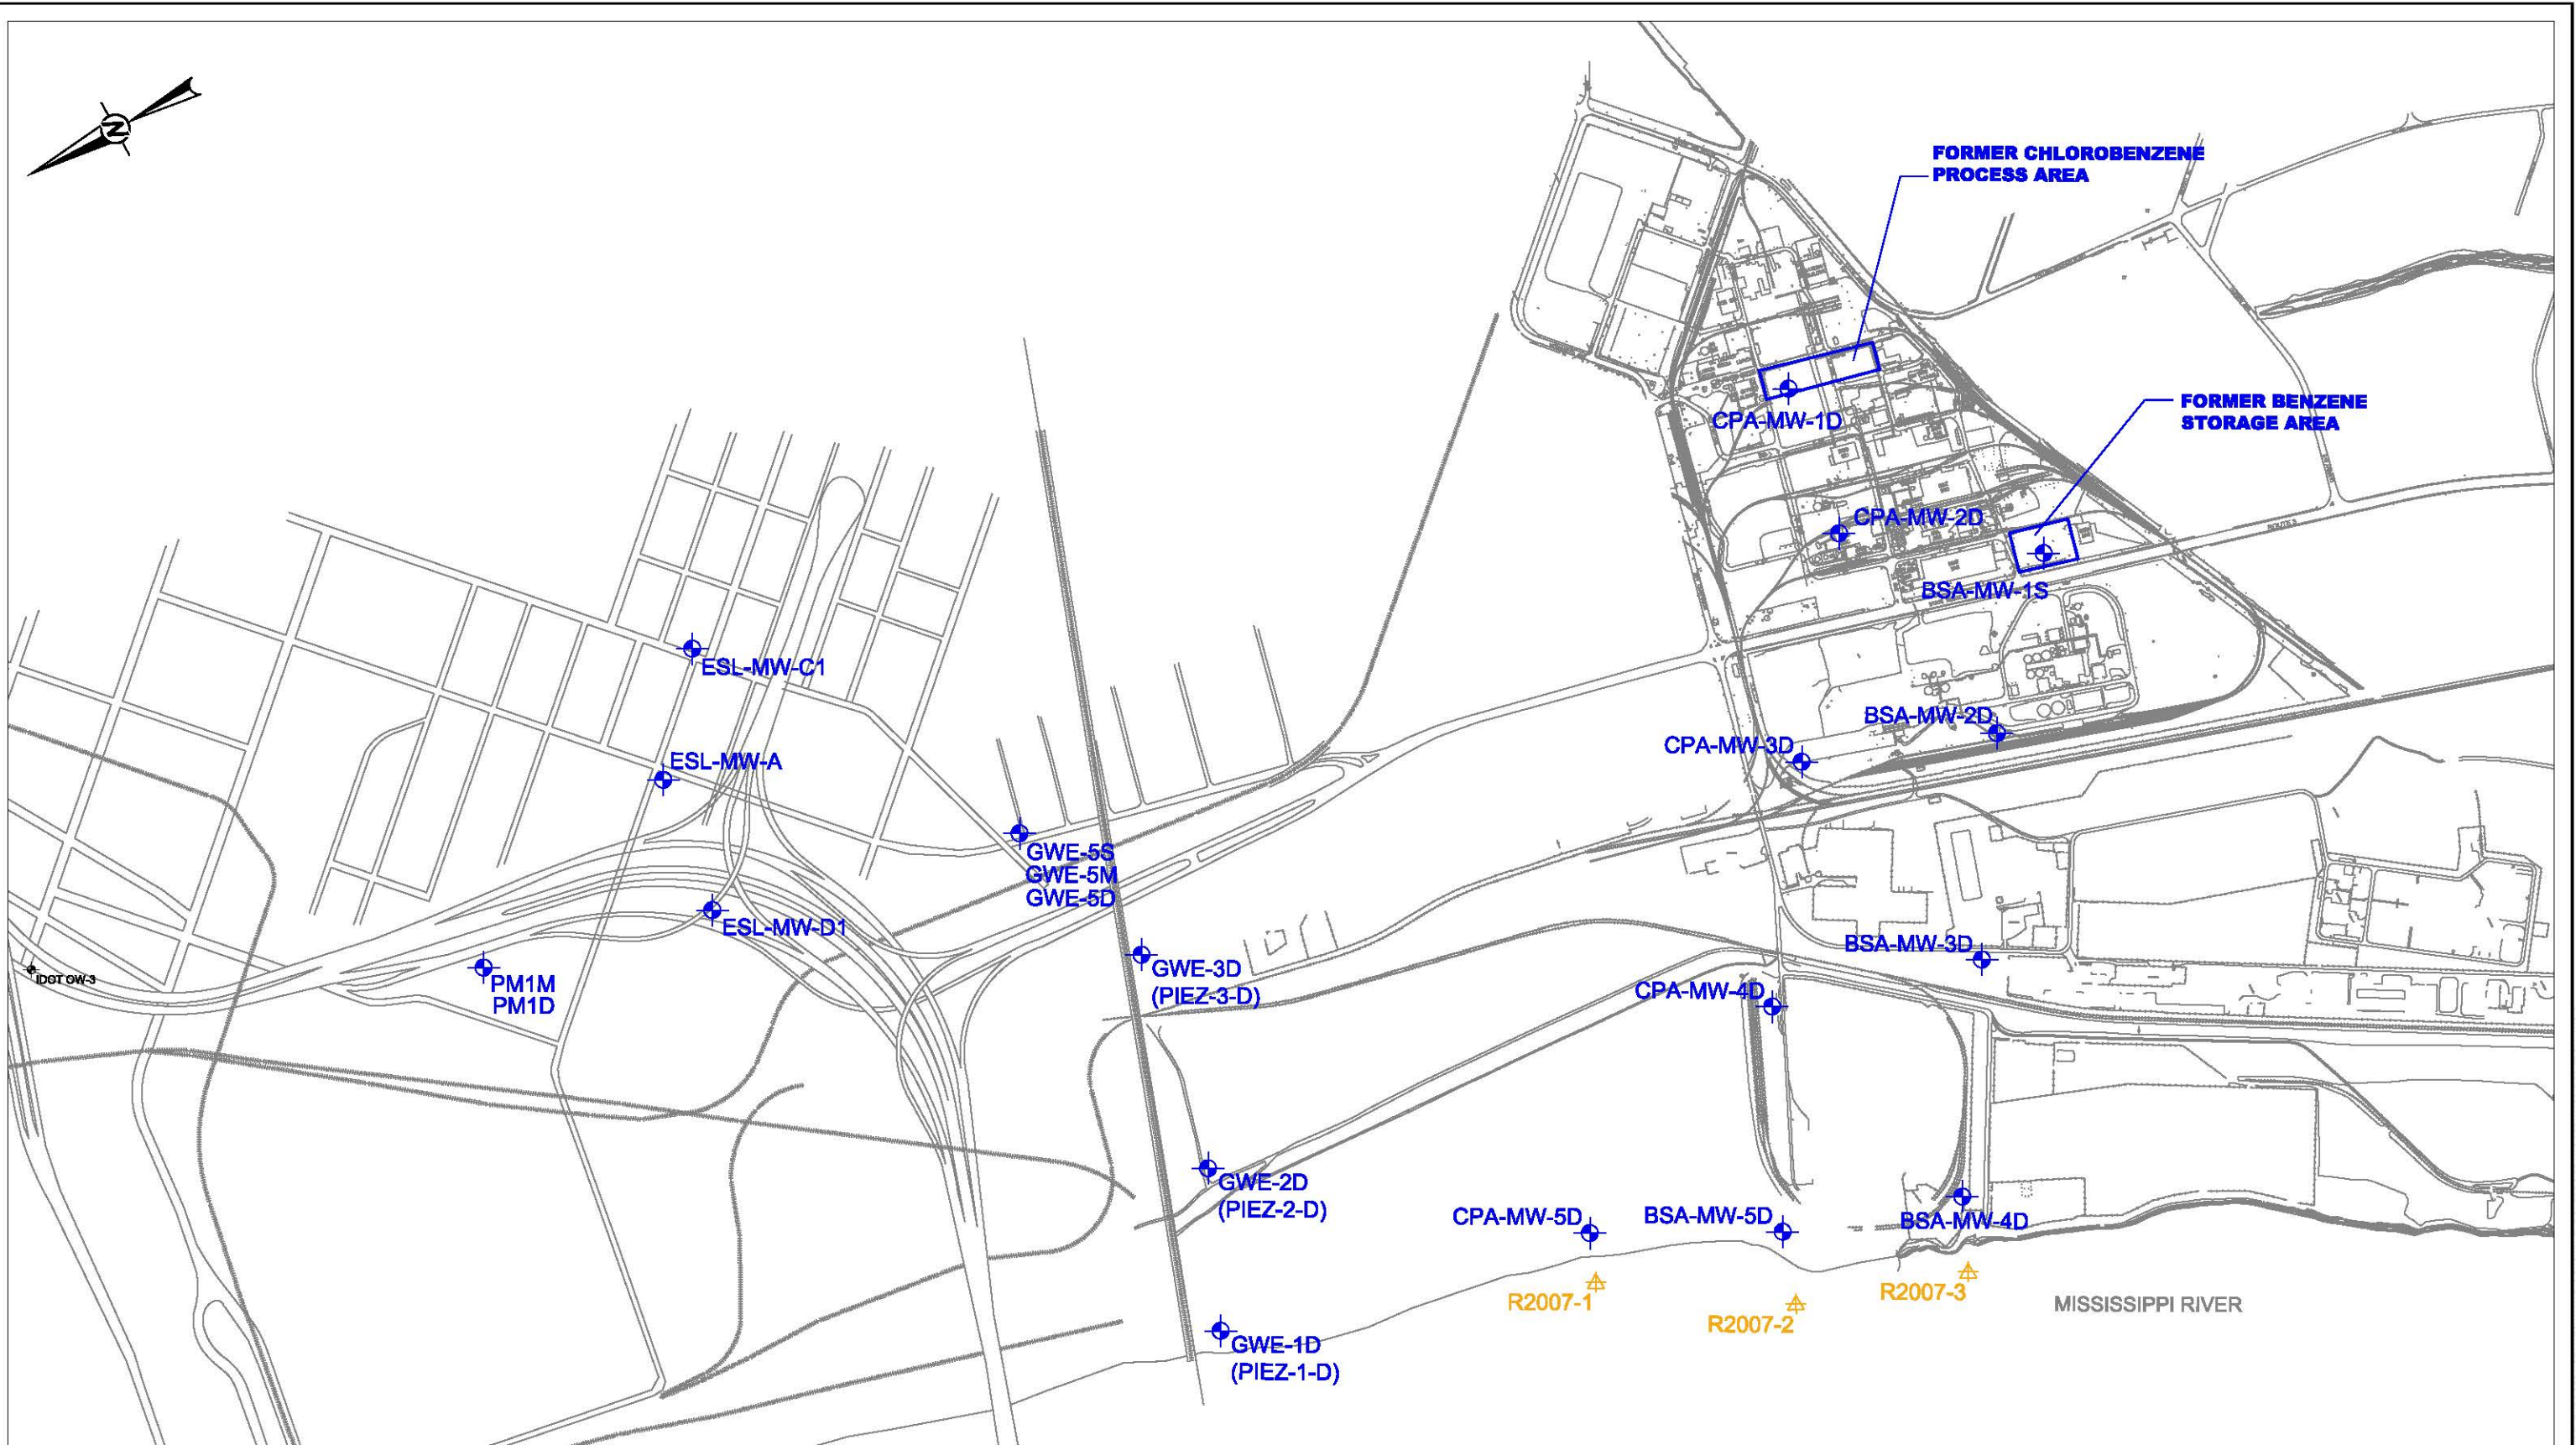 N
FORMER CHLOROBENZENE
PROCESS AREA
CPA-MW-1D
FORMER BENZENE
STORAGE AREA
CPA-MW-2D
ROUTE 3
BSA-MW-1S
ESL-MW-C1
BSA-MW-2D
CPA-MW-3D
ESL-MW-A
GWE-5S
GWE-5M
GWE-5D
ESL-MW-D1
BSA-MW-3D
GWE-3D
(PIEZ-3-D)
IDOT OW-3
PM1M
PM1D
CPA-MW-4D
GWE-2D
(PIEZ-2-D)
CPA-MW-5D
BSA-MW-5D
BSA-MW-4D
R2007-1
R2007-2
R2007-3
MISSISSIPPI RIVER
GWE-1D
(PIEZ-1-D)